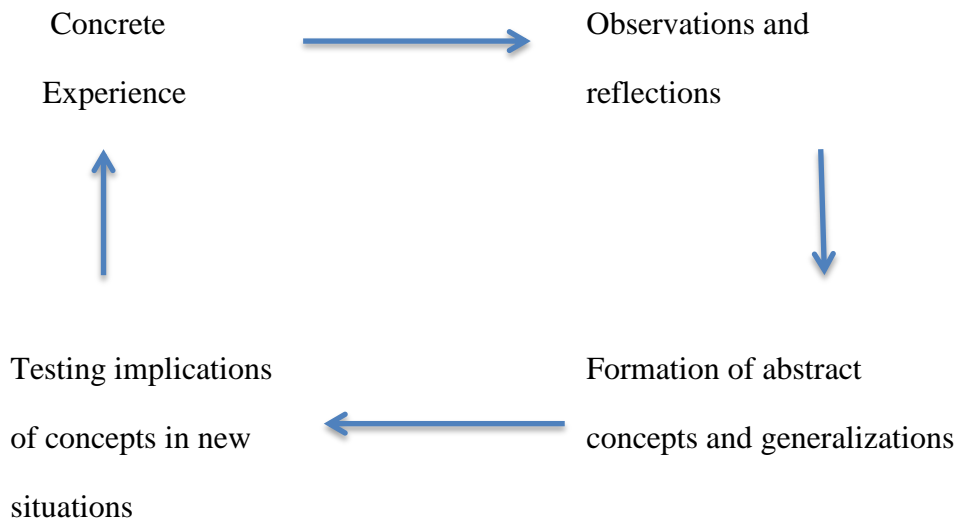 Concrete
Experience
Observations and
reflections
Formation of abstract
concepts and generalizations
Testing implications
of concepts in new
situations